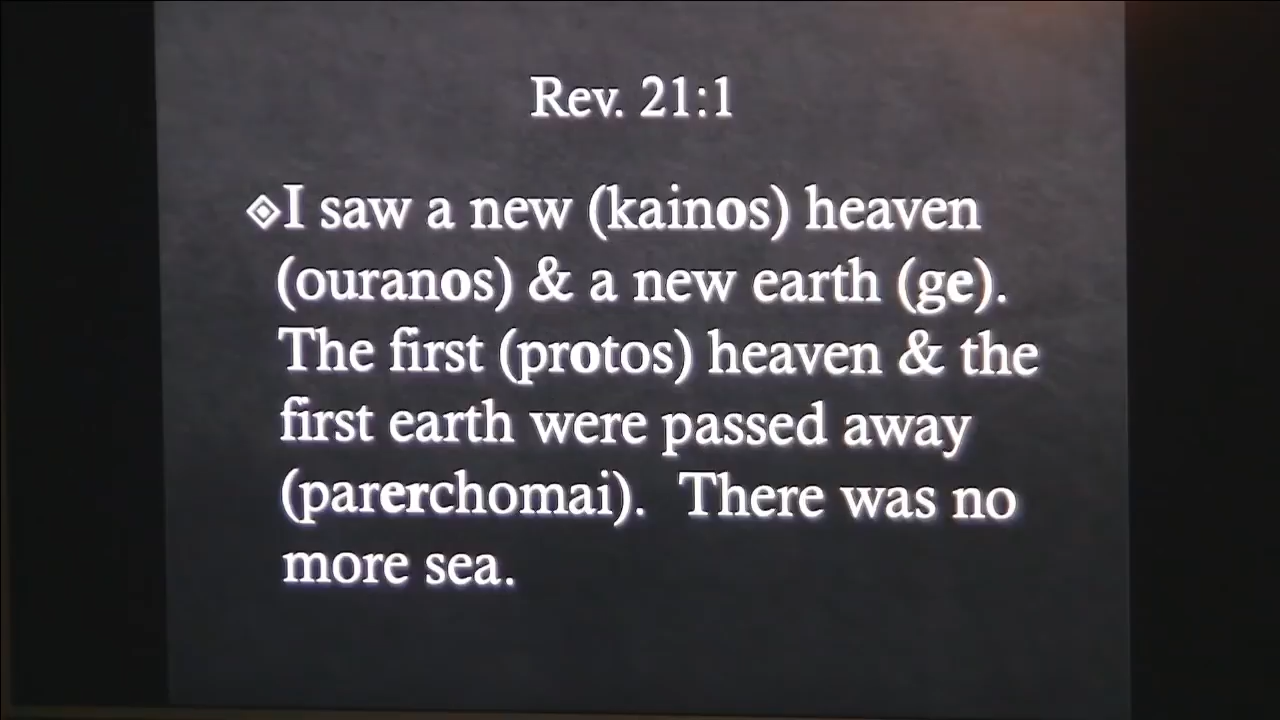 Rev. 21:1
I saw a new (kainos) heaven
(ouranos) & a new earth (ge).
The first (protos) heaven & the
first earth were passed away
(parerchomai). There was no
more sea.